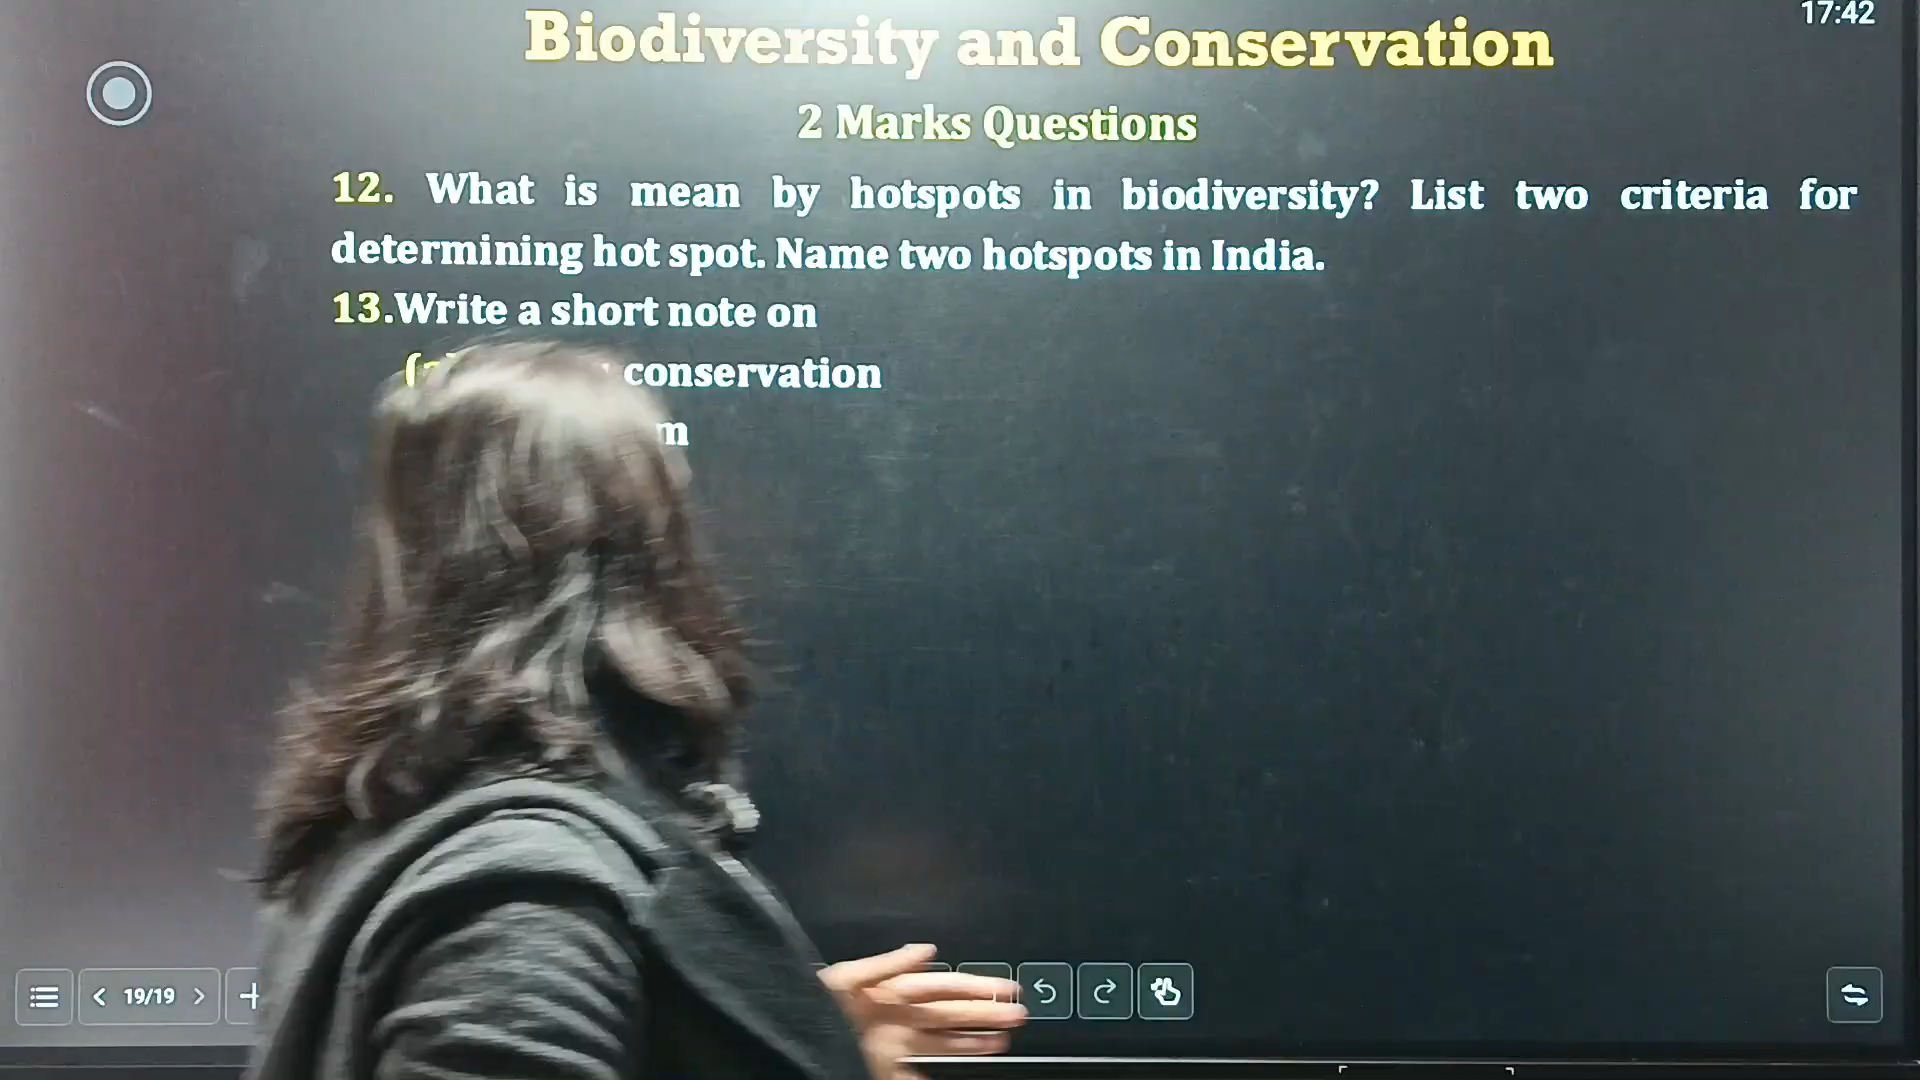 17:42
Biodiversity and Conservation
2 Marks Questions
12. What is mean by hotspots in biodiversity? List two criteria for
determining hot spot. Name two hotspots in India.
13.Write a short note on
conservation
19/19